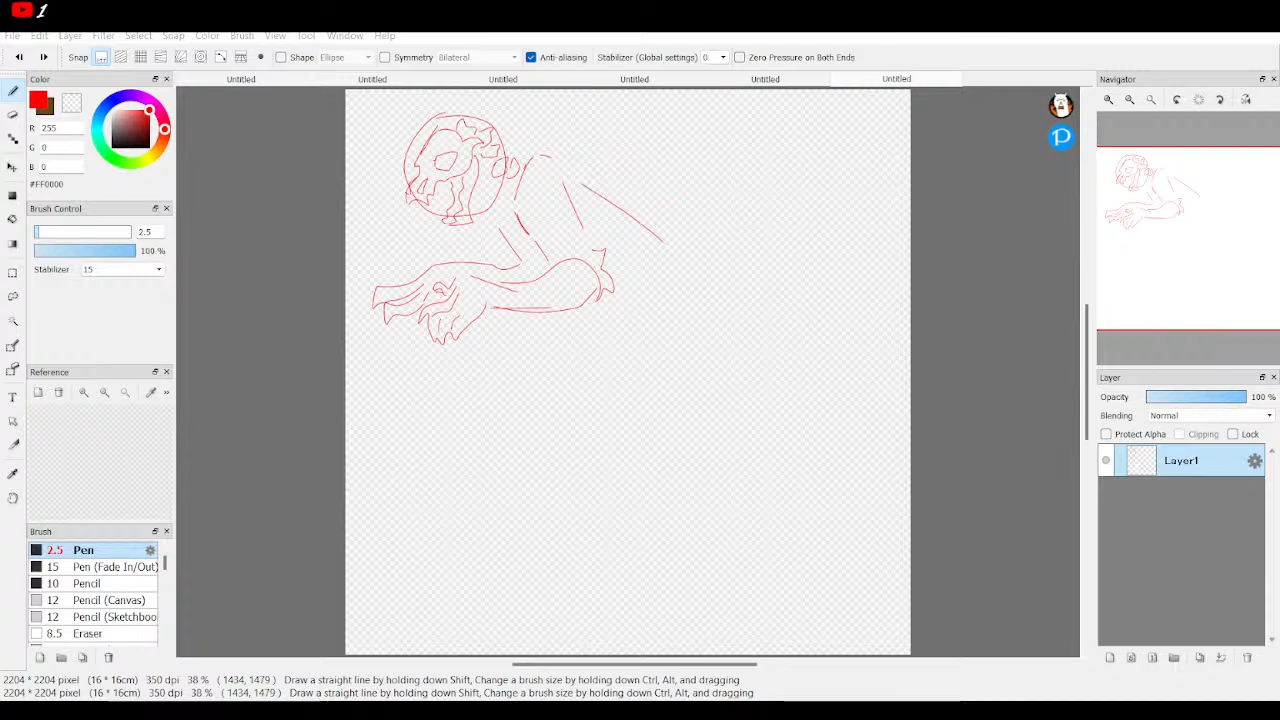 1
File Edit Layer Filter Select Snap Color Brush View Tool Window Help
Snap Shape Ellipse Symmetry Bilateral Anti-aliasing Stabilizer (Global settings) 0 Zero Pressure on Both Ends
Color Untitled Untitled Untitled Untitled Untitled Untitled Navigator
R 255
G 0
B 0
#FF0000
Brush Control
2.5
100 %
Stabilizer 15
Reference
Layer
Opacity 100 %
Blending Normal
Protect Alpha Clipping Lock
Layer1
Brush
2.5 Pen
15 Pen (Fade In/Out)
10 Pencil
12 Pencil (Canvas)
12 Pencil (Sketchboo
8.5 Eraser
2204 * 2204 pixel (16 * 16cm) 350 dpi 38 % (1434, 1479) Draw a straight line by holding down Shift, Change a brush size by holding down Ctrl, Alt, and dragging
2204 * 2204 pixel (16 * 16cm) 350 dpi 38 % (1434, 1479) Draw a straight line by holding down Shift, Change a brush size by holding down Ctrl, Alt, and dragging